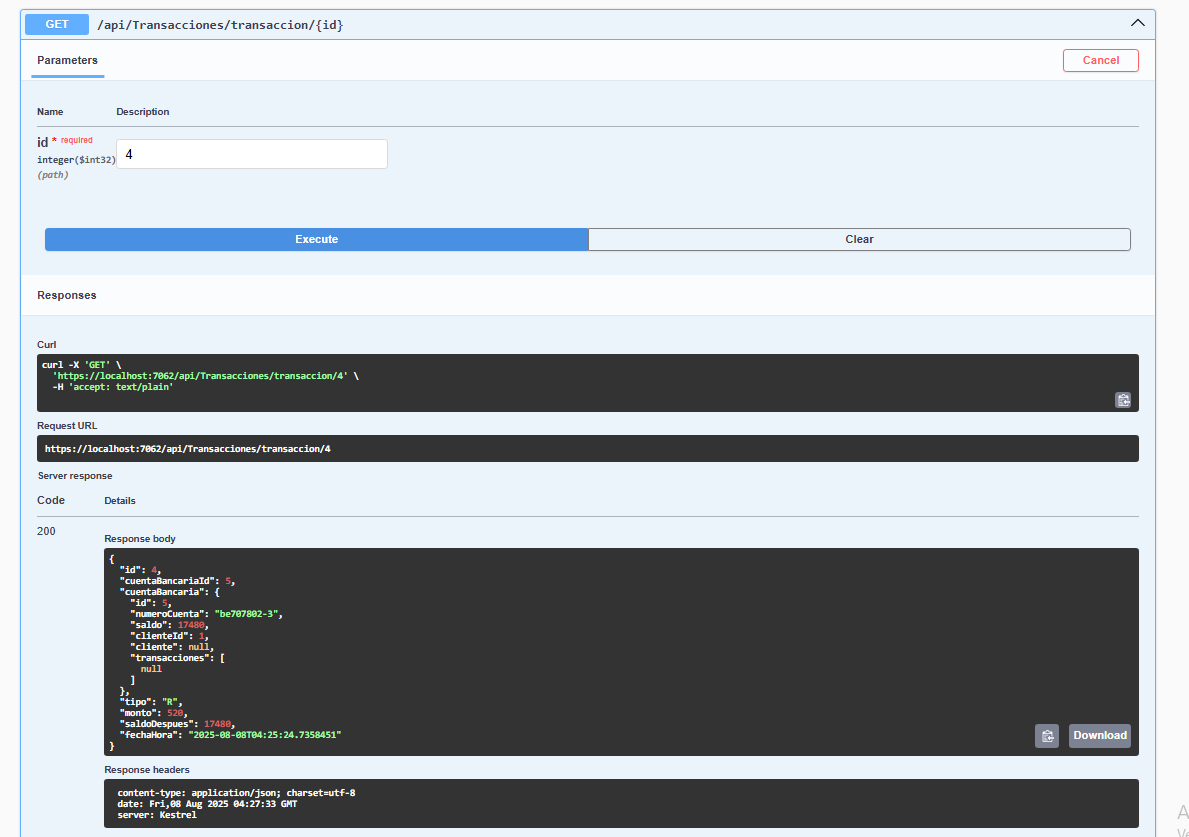 GET /api/Transacciones/transaccion/{id}
Parameters Cancel
Name Description
id * required
integer($int32)
(path)
4
Execute Clear
Responses
Curl
curl -X 'GET' \
  'https://localhost:7062/api/Transacciones/transaccion/4' \
  -H 'accept: text/plain'
Request URL
https://localhost:7062/api/Transacciones/transaccion/4
Server response
Code Details
200
Response body
{
  "id": 4,
  "cuentaBancariaId": 5,
  "cuentaBancaria": {
    "id": 5,
    "numeroCuenta": "be707802-3",
    "saldo": 17480,
    "clienteId": 1,
    "cliente": null,
    "transacciones": [
      null
    ]
  },
  "tipo": "R",
  "monto": 520,
  "saldoDespues": 17480,
  "fechaHora": "2025-08-08T04:25:24.7358451"
}
Download
Response headers
content-type: application/json; charset=utf-8
date: Fri,08 Aug 2025 04:27:33 GMT
server: Kestrel